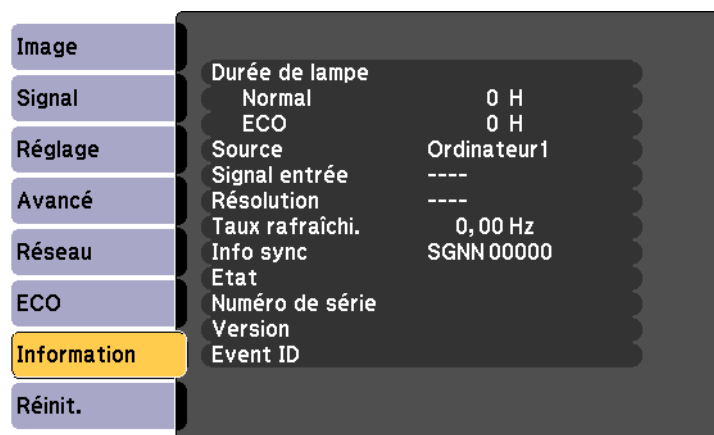 Image
Signal
Réglage
Avancé
Réseau
ECO
Information
Réinit.
Durée de lampe
Normal 0 H
ECO 0 H
Source Ordinateur1
Signal entrée ----
Résolution ----
Taux rafraîchi. 0,00 Hz
Info sync SGNN 00000
Etat
Numéro de série
Version
Event ID